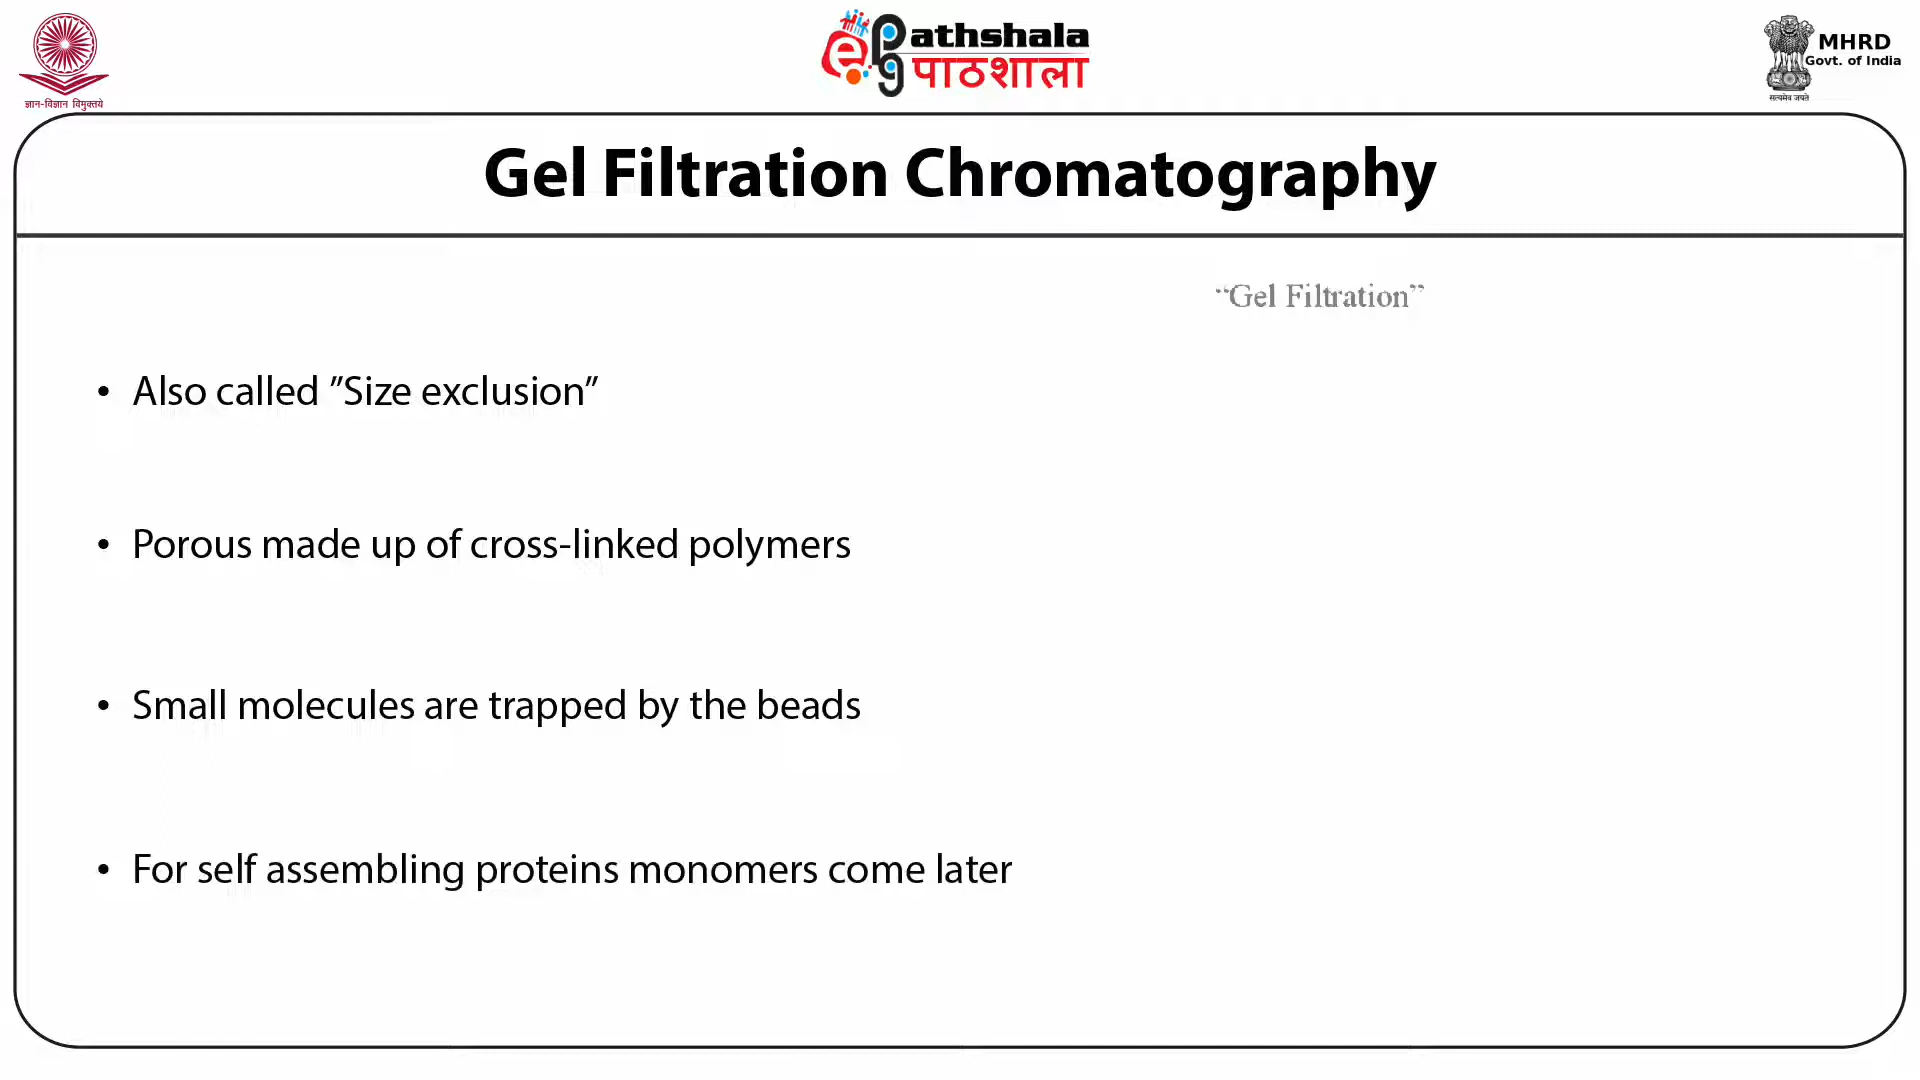 ज्ञान-विज्ञान विमुक्तये
e
pg
athshala
पाठशाला
MHRD
Govt. of India
सत्यमेव जयते
Gel Filtration Chromatography
“Gel Filtration”
• Also called ”Size exclusion”
• Porous made up of cross-linked polymers
• Small molecules are trapped by the beads
• For self assembling proteins monomers come later